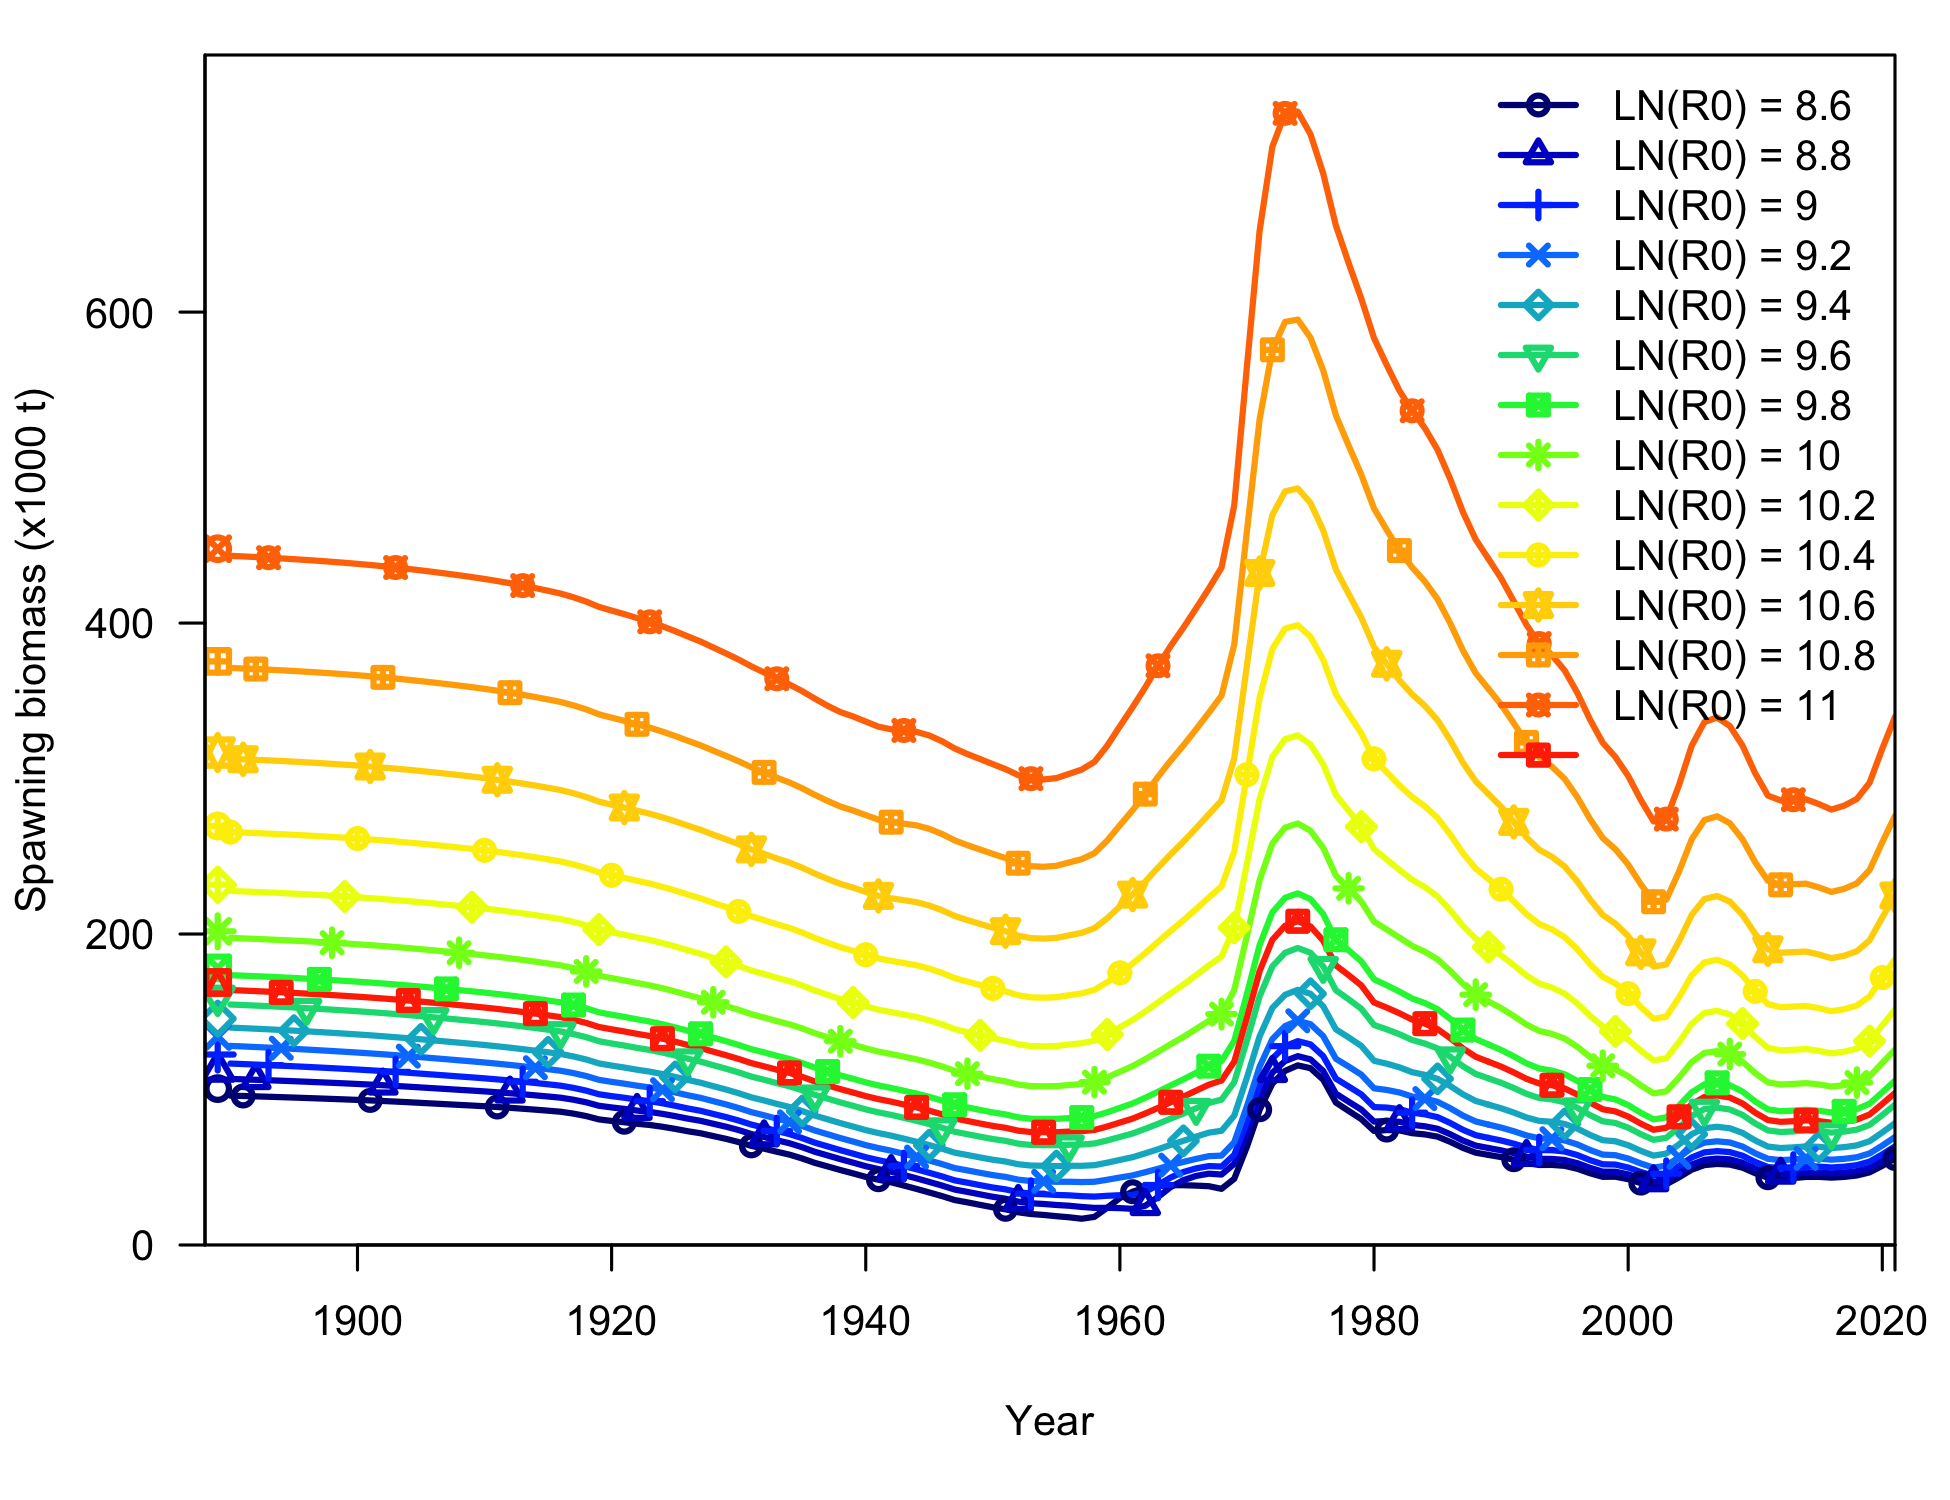 LN(R0) = 8.6
LN(R0) = 8.8
LN(R0) = 9
LN(R0) = 9.2
LN(R0) = 9.4
LN(R0) = 9.6
LN(R0) = 9.8
LN(R0) = 10
LN(R0) = 10.2
LN(R0) = 10.4
LN(R0) = 10.6
LN(R0) = 10.8
LN(R0) = 11
Spawning biomass (x1000 t)
600
400
200
0
1900 1920 1940 1960 1980 2000 2020
Year